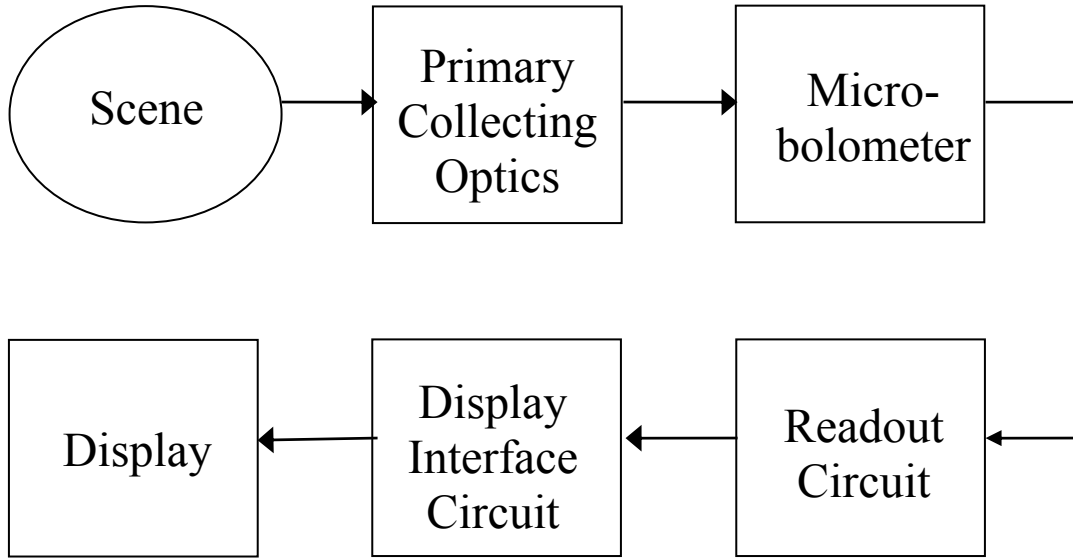 Scene
Primary
Collecting
Optics
Micro-
bolometer
Readout
Circuit
Display
Interface
Circuit
Display